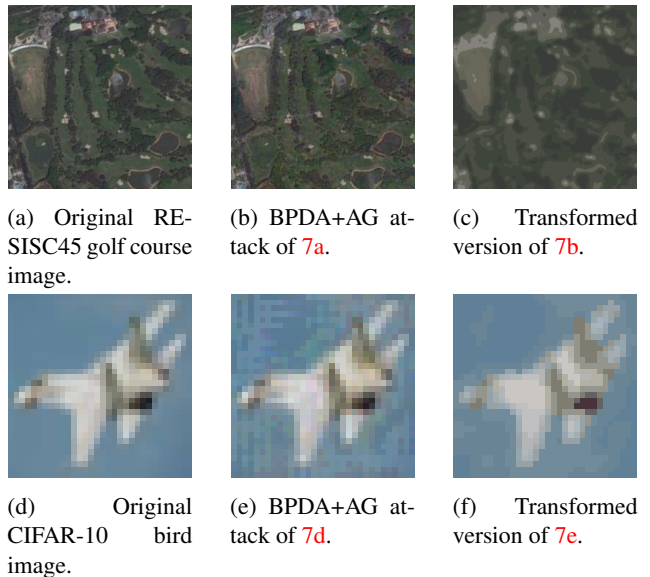 (a) Original RE-
SISC45 golf course
image.
(b) BPDA+AG at-
tack of 7a.
(c) Transformed
version of 7b.
(d) Original
CIFAR-10 bird
image.
(e) BPDA+AG at-
tack of 7d.
(f) Transformed
version of 7e.